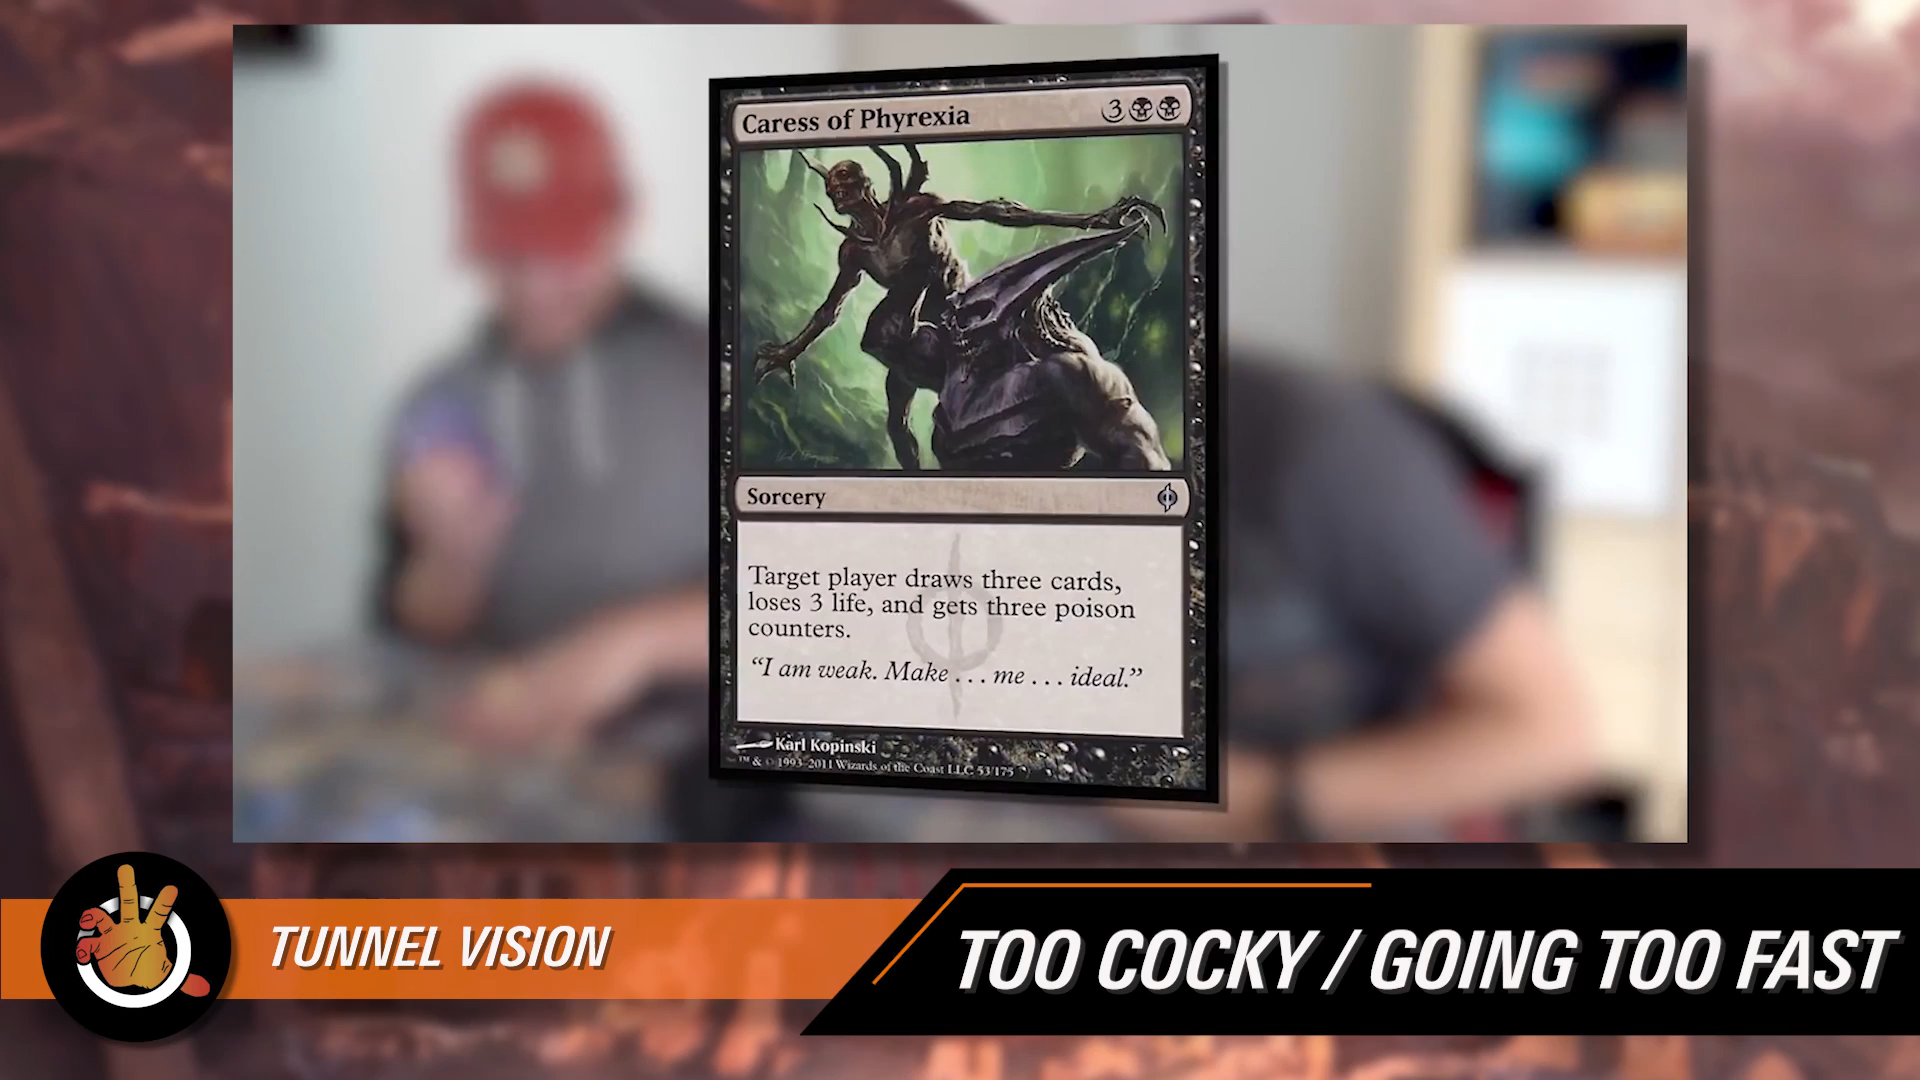 Caress of Phyrexia
3
Sorcery
Target player draws three cards,
loses 3 life, and gets three poison
counters.
“I am weak. Make . . . me . . . ideal.”
Karl Kopinski
™ & © 1993–2011 Wizards of the Coast LLC 53/175
TUNNEL VISION
TOO COCKY / GOING TOO FAST